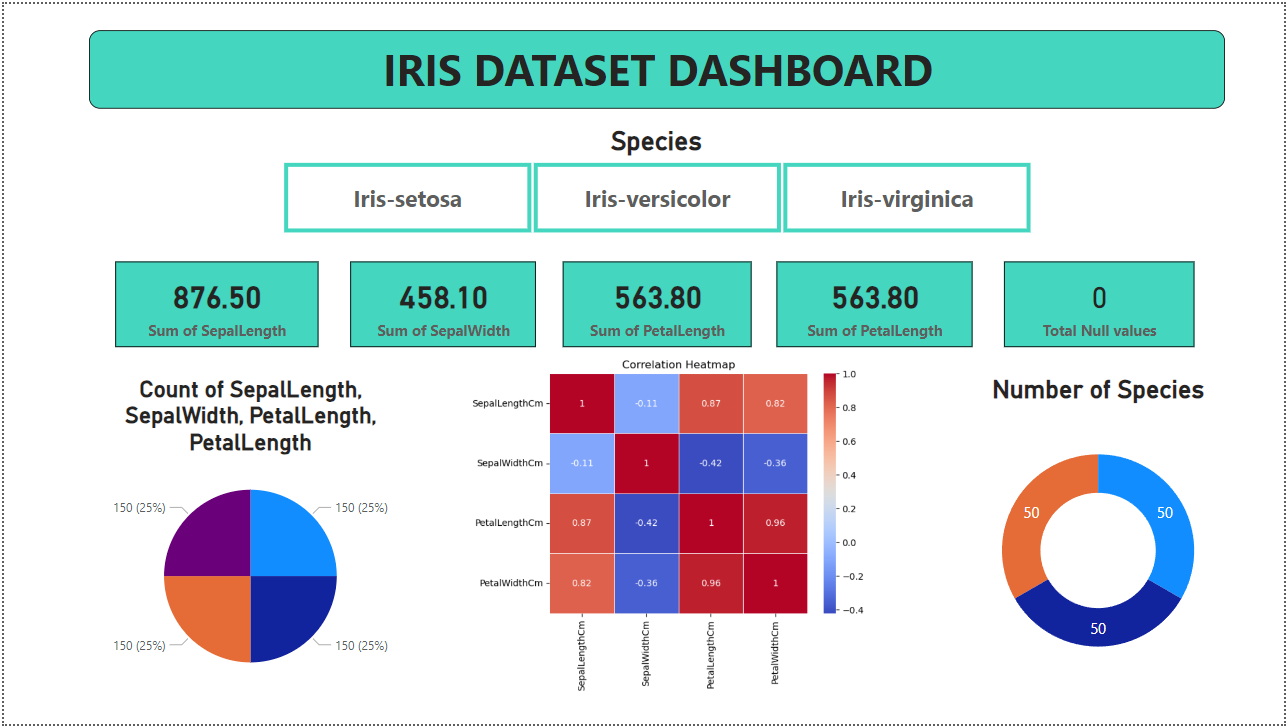 IRIS DATASET DASHBOARD
Species
Iris-setosa
Iris-versicolor
Iris-virginica
876.50
Sum of SepalLength
458.10
Sum of SepalWidth
563.80
Sum of PetalLength
563.80
Sum of PetalLength
0
Total Null values
Count of SepalLength,
SepalWidth, PetalLength,
PetalLength
150 (25%)
150 (25%)
150 (25%)
150 (25%)
Correlation Heatmap
SepalLengthCm
1
-0.11
0.87
0.82
SepalWidthCm
-0.11
1
-0.42
-0.36
PetalLengthCm
0.87
-0.42
1
0.96
PetalWidthCm
0.82
-0.36
0.96
1
SepalLengthCm
SepalWidthCm
PetalLengthCm
PetalWidthCm
1.0
0.8
0.6
0.4
0.2
0.0
−0.2
−0.4
Number of Species
50
50
50